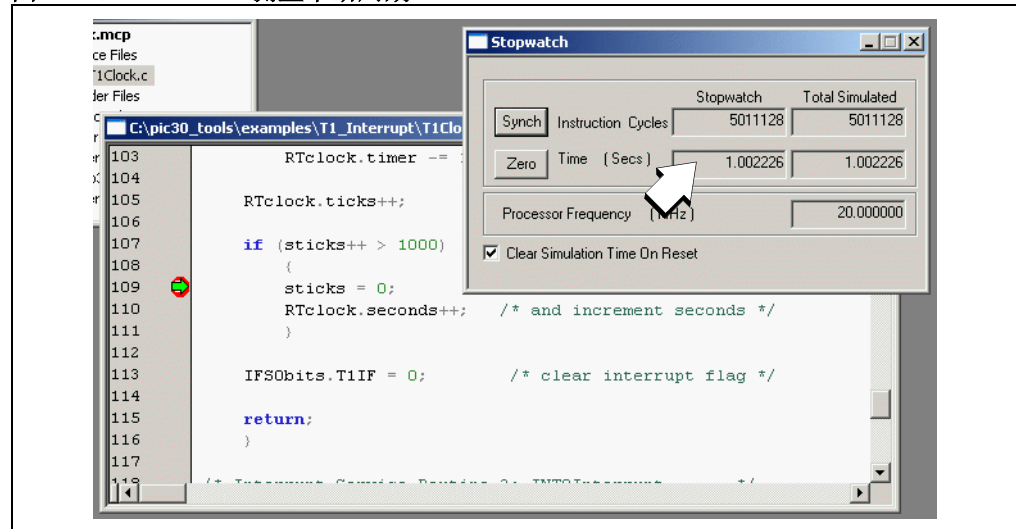 .mcp
ce Files
T1Clock.c
der Files
C:\pic30_tools\examples\T1_Interrupt\T1Clo
103 RTclock.timer -=
104
105 RTclock.ticks++;
106
107 if (sticks++ > 1000)
108 {
109 sticks = 0;
110 RTclock.seconds++; /* and increment seconds */
111 }
112
113 IFS0bits.T1IF = 0; /* clear interrupt flag */
114
115 return;
116 }
117
118
Stopwatch
Stopwatch Total Simulated
Synch Instruction Cycles 5011128 5011128
Zero Time (Secs) 1.002226 1.002226
Processor Frequency 20.000000
Clear Simulation Time On Reset